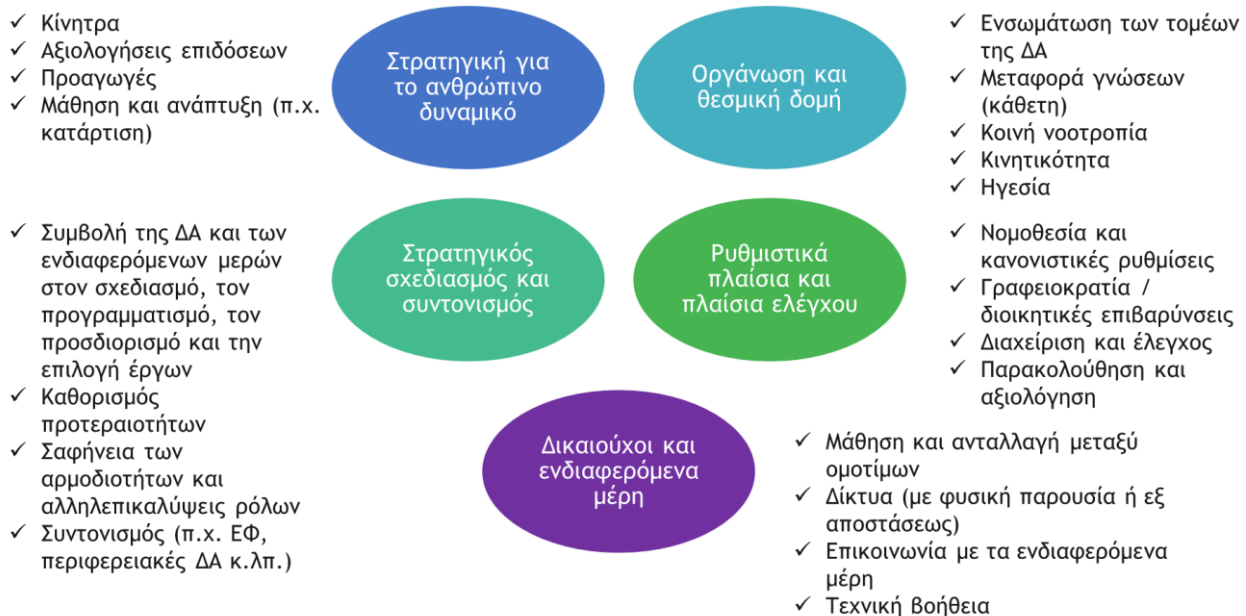 ✓ Κίνητρα
✓ Αξιολογήσεις επιδόσεων
✓ Προαγωγές
✓ Μάθηση και ανάπτυξη (π.χ.
κατάρτιση)
Στρατηγική για
το ανθρώπινο
δυναμικό
Οργάνωση και
θεσμική δομή
✓ Ενσωμάτωση των τομέων
της ΔΑ
✓ Μεταφορά γνώσεων
(κάθετη)
✓ Κοινή νοοτροπία
✓ Κινητικότητα
✓ Ηγεσία
✓ Συμβολή της ΔΑ και των
ενδιαφερόμενων μερών
στον σχεδιασμό, τον
προγραμματισμό, τον
προσδιορισμό και την
επιλογή έργων
✓ Καθορισμός
προτεραιοτήτων
✓ Σαφήνεια των
αρμοδιοτήτων και
αλληλεπικαλύψεις ρόλων
✓ Συντονισμός (π.χ. ΕΦ,
περιφερειακές ΔΑ κ.λπ.)
Στρατηγικός
σχεδιασμός και
συντονισμός
Ρυθμιστικά
πλαίσια και
πλαίσια ελέγχου
✓ Νομοθεσία και
κανονιστικές ρυθμίσεις
✓ Γραφειοκρατία /
διοικητικές επιβαρύνσεις
✓ Διαχείριση και έλεγχος
✓ Παρακολούθηση και
αξιολόγηση
Δικαιούχοι και
ενδιαφερόμενα
μέρη
✓ Μάθηση και ανταλλαγή μεταξύ
ομοτίμων
✓ Δίκτυα (με φυσική παρουσία ή εξ
αποστάσεως)
✓ Επικοινωνία με τα ενδιαφερόμενα
μέρη
✓ Τεχνική βοήθεια